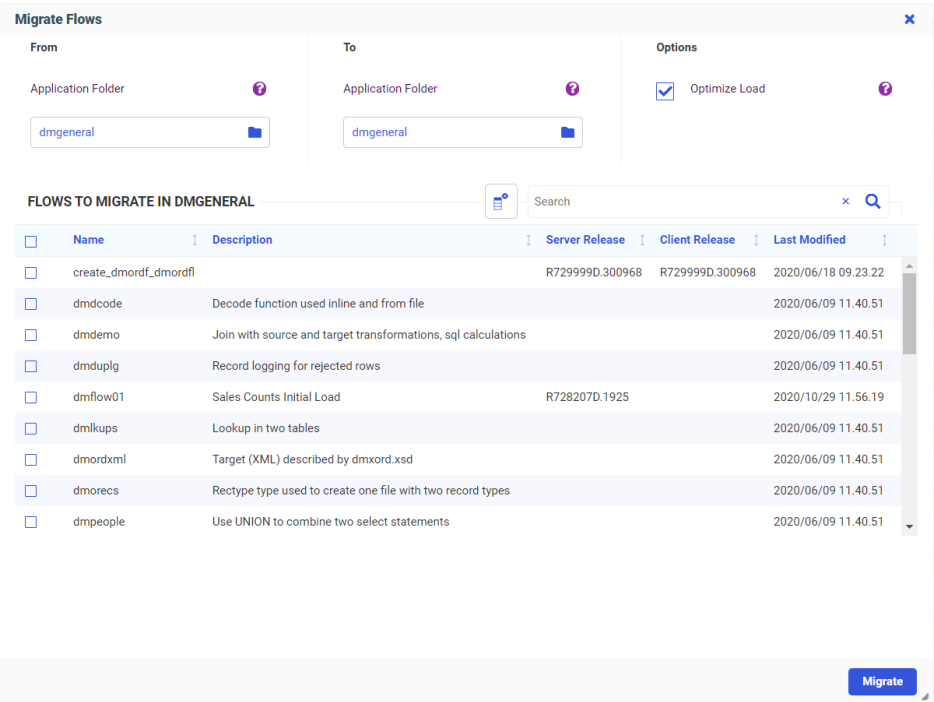 Migrate Flows
From To Options
Application Folder Application Folder Optimize Load
dmgeneral dmgeneral
FLOWS TO MIGRATE IN DMGENERAL Search
Name Description Server Release Client Release Last Modified
create_dmordf_dmordfl R729999D.300968 R729999D.300968 2020/06/18 09.23.22
dmdcode Decode function used inline and from file 2020/06/09 11.40.51
dmdemo Join with source and target transformations, sql calculations 2020/06/09 11.40.51
dmduplg Record logging for rejected rows 2020/06/09 11.40.51
dmflow01 Sales Counts Initial Load R728207D.1925 2020/10/29 11.56.19
dmlkups Lookup in two tables 2020/06/09 11.40.51
dmordxml Target (XML) described by dmxord.xsd 2020/06/09 11.40.51
dmorecs Rectype type used to create one file with two record types 2020/06/09 11.40.51
dmpeople Use UNION to combine two select statements 2020/06/09 11.40.51
Migrate